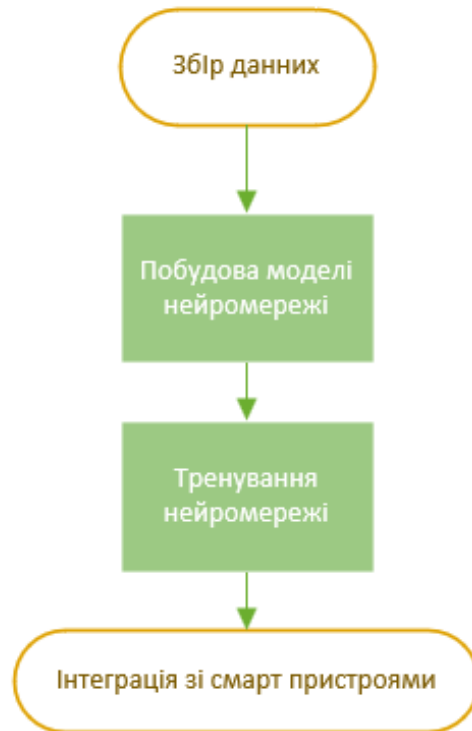 Збір данних
Побудова моделі
нейромережі
Тренування
нейромережі
Інтеграція зі смарт пристроями